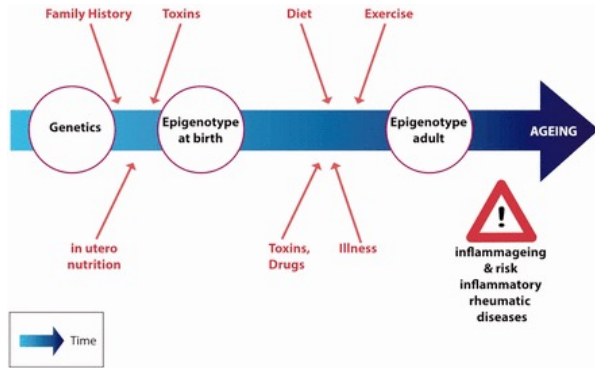 Family History
Toxins
Diet
Exercise
Genetics
Epigenotype
at birth
Epigenotype
adult
AGEING
in utero
nutrition
Toxins,
Drugs
Illness
!
inflammageing
& risk
inflammatory
rheumatic
diseases
Time